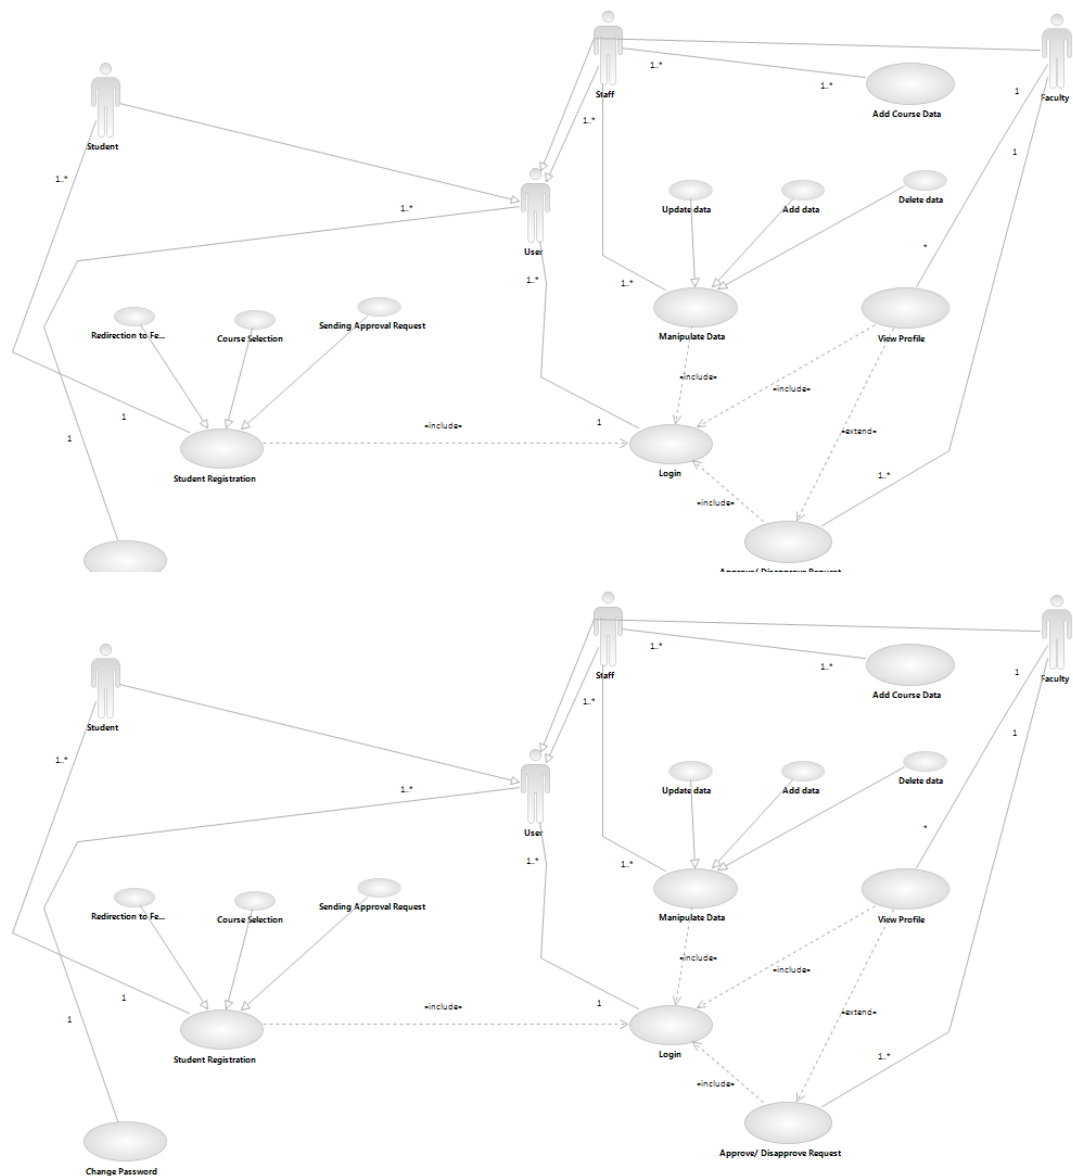 1..*
Staff
1..*
1
Faculty
Add Course Data
1..*
Student
1
1..*
Update data
Add data
Delete data
1..*
User
*
1..*
1..*
Redirection to Fe...
Course Selection
Sending Approval Request
Manipulate Data
View Profile
«include»
«include»
1
«include»
1
«extend»
1
Student Registration
Login
1..*
«include»
Approve/ Disapprove Request
1..*
Staff
1..*
1
Faculty
Add Course Data
1..*
Student
1
1..*
Update data
Add data
Delete data
1..*
User
*
1..*
1..*
Redirection to Fe...
Course Selection
Sending Approval Request
Manipulate Data
View Profile
«include»
«include»
1
«include»
1
«extend»
1
Student Registration
Login
1..*
«include»
Approve/ Disapprove Request
Change Password